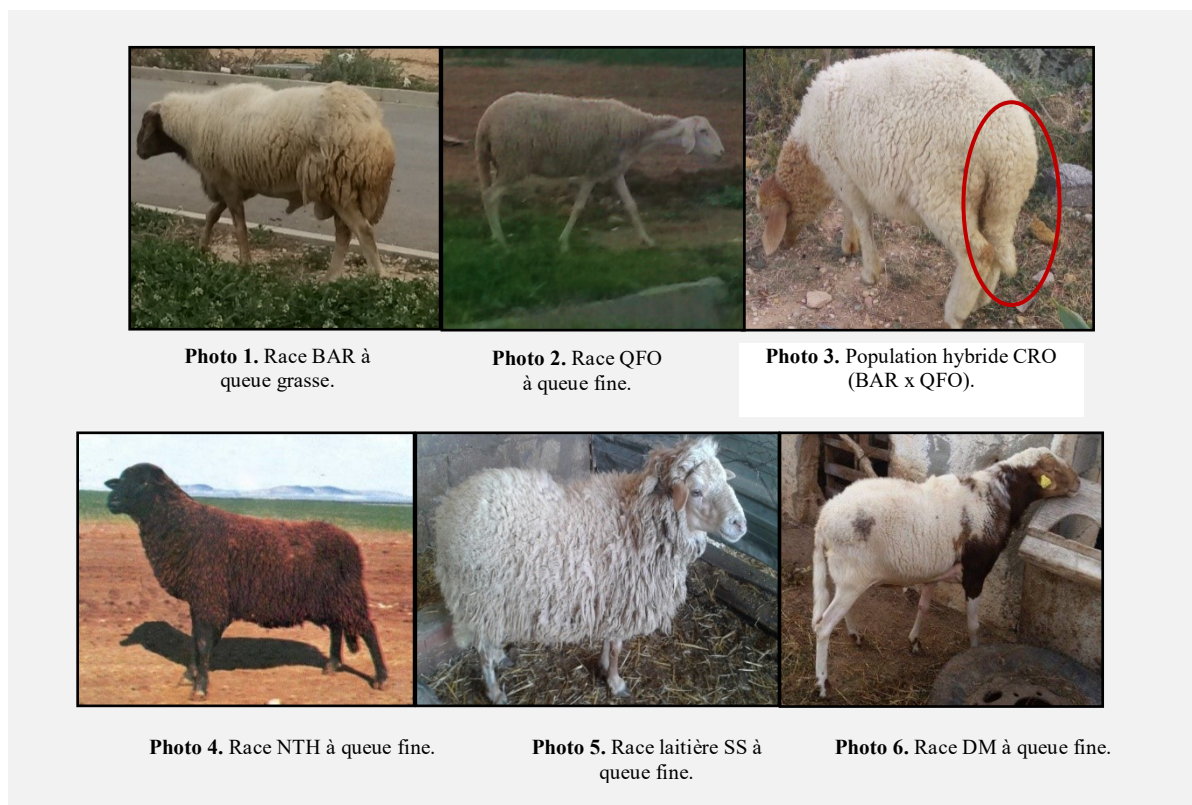 Photo 1. Race BAR à
queue grasse.
Photo 2. Race QFO
à queue fine.
Photo 3. Population hybride CRO
(BAR x QFO).
Photo 4. Race NTH à queue fine.
Photo 5. Race laitière SS à
queue fine.
Photo 6. Race DM à queue fine.